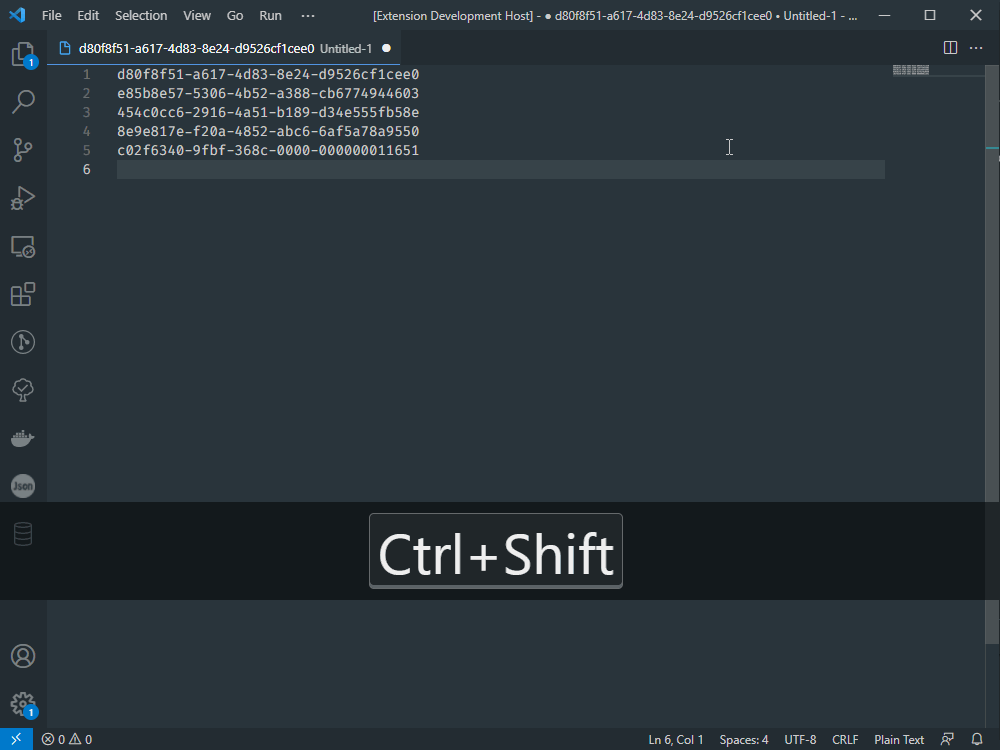 File Edit Selection View Go Run ··· [Extension Development Host] - ● d80f8f51-a617-4d83-8e24-d9526cf1cee0 • Untitled-1 - ...
d80f8f51-a617-4d83-8e24-d9526cf1cee0 Untitled-1 ●
1 d80f8f51-a617-4d83-8e24-d9526cf1cee0
2 e85b8e57-5306-4b52-a388-cb6774944603
3 454c0cc6-2916-4a51-b189-d34e555fb58e
4 8e9e817e-f20a-4852-abc6-6af5a78a9550
5 c02f6340-9fbf-368c-0000-000000011651
6
1
Json
Ctrl+Shift
1
0 0 Ln 6, Col 1 Spaces: 4 UTF-8 CRLF Plain Text